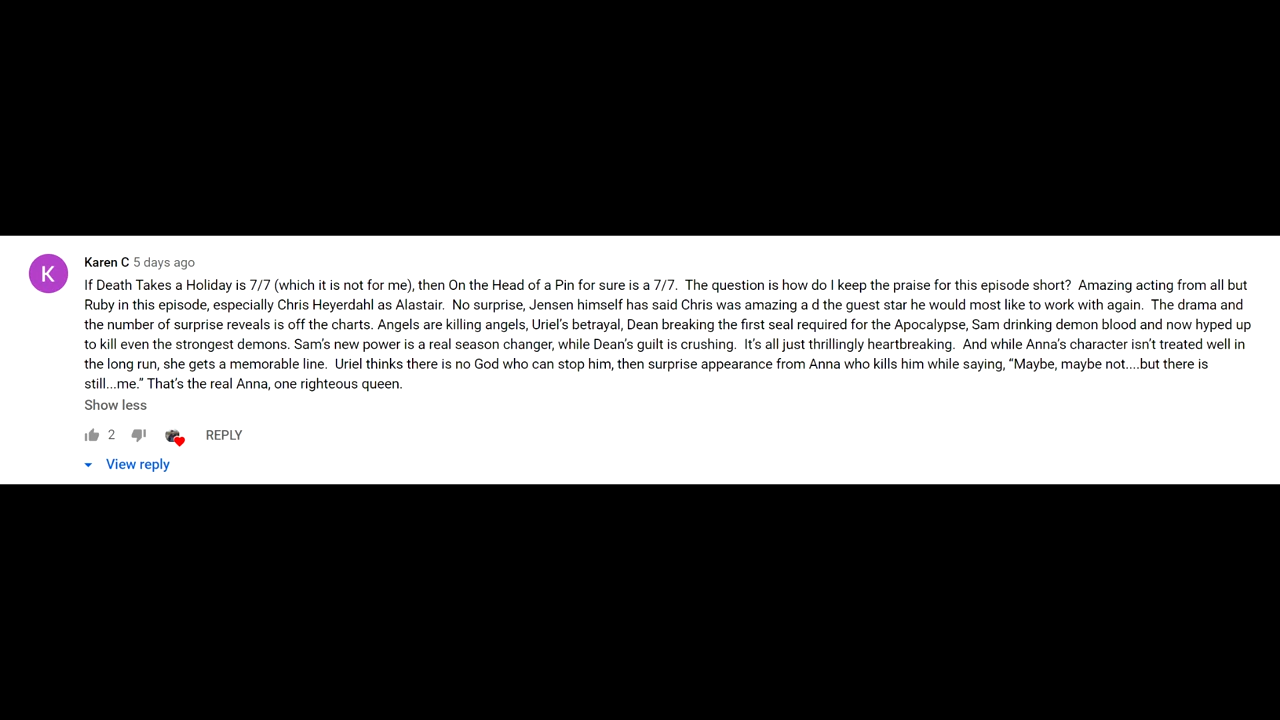 K
Karen C 5 days ago
If Death Takes a Holiday is 7/7 (which it is not for me), then On the Head of a Pin for sure is a 7/7.  The question is how do I keep the praise for this episode short?  Amazing acting from all but
Ruby in this episode, especially Chris Heyerdahl as Alastair.  No surprise, Jensen himself has said Chris was amazing a d the guest star he would most like to work with again.  The drama and
the number of surprise reveals is off the charts. Angels are killing angels, Uriel’s betrayal, Dean breaking the first seal required for the Apocalypse, Sam drinking demon blood and now hyped up
to kill even the strongest demons. Sam’s new power is a real season changer, while Dean’s guilt is crushing.  It’s all just thrillingly heartbreaking.  And while Anna’s character isn’t treated well in
the long run, she gets a memorable line.  Uriel thinks there is no God who can stop him, then surprise appearance from Anna who kills him while saying, “Maybe, maybe not....but there is
still...me.” That’s the real Anna, one righteous queen.
Show less
2 REPLY
View reply